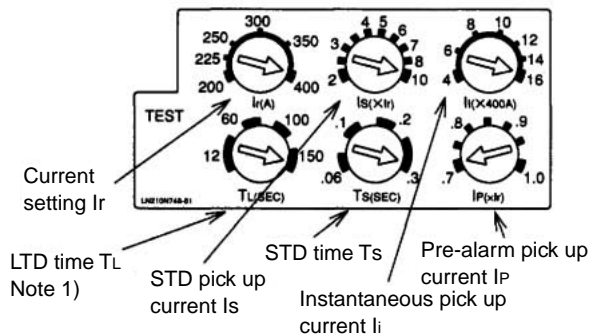 300
250
350
225
200
400
Ir(A)
4
5
3
6
7
8
2
10
Is(×Ir)
8
10
6
12
14
4
16
Ii(×400A)
TEST
60
100
12
150
TL(SEC)
.1
.2
.06
.3
Ts(SEC)
.8
.9
.7
1.0
IP(×Ir)
Current
setting Ir
LTD time TL
Note 1)
STD pick up
current Is
STD time Ts
Instantaneous pick up
current Ii
Pre-alarm pick up
current IP